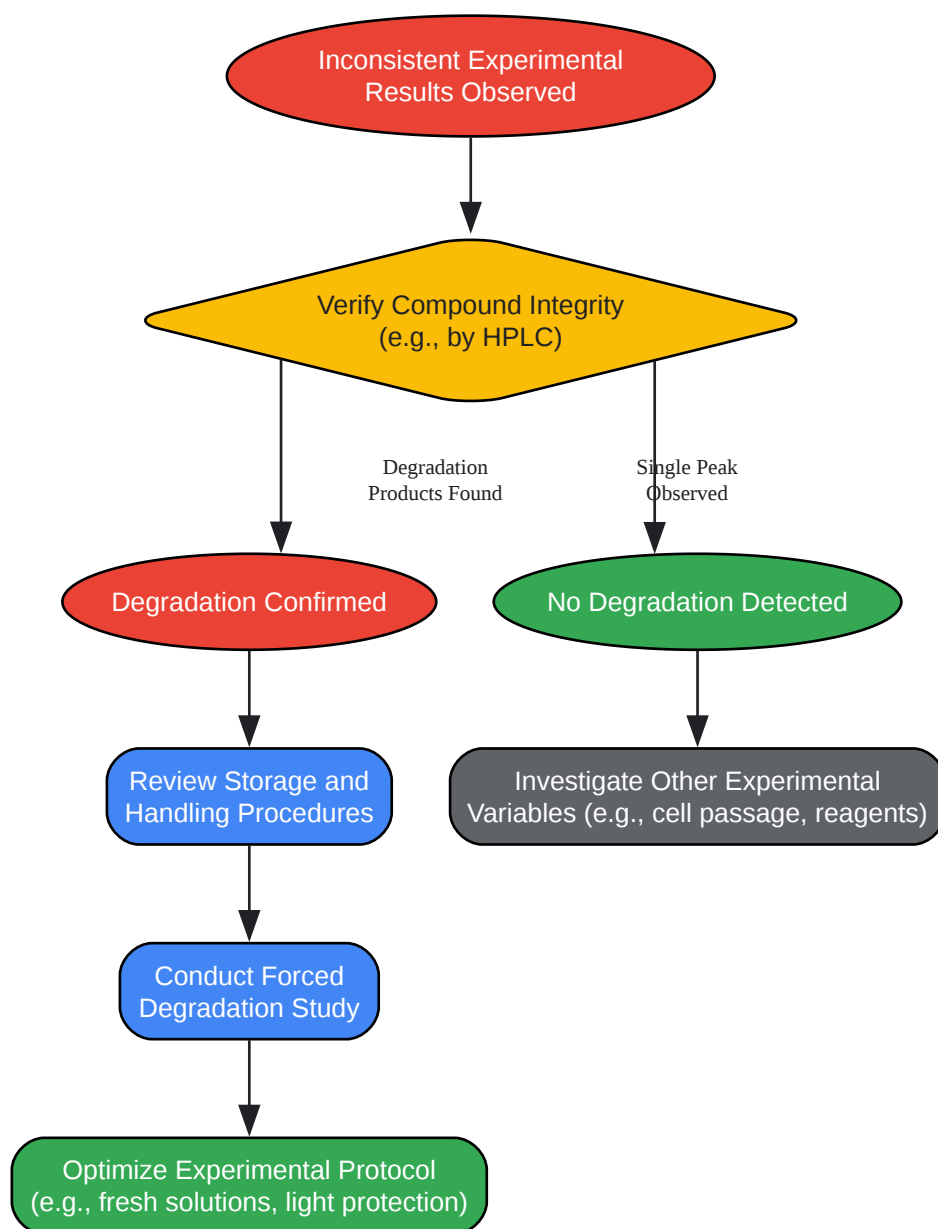 Inconsistent Experimental
Results Observed
Verify Compound Integrity
(e.g., by HPLC)
Degradation
Products Found
Single Peak
Observed
Degradation Confirmed
No Degradation Detected
Review Storage and
Handling Procedures
Investigate Other Experimental
Variables (e.g., cell passage, reagents)
Conduct Forced
Degradation Study
Optimize Experimental Protocol
(e.g., fresh solutions, light protection)